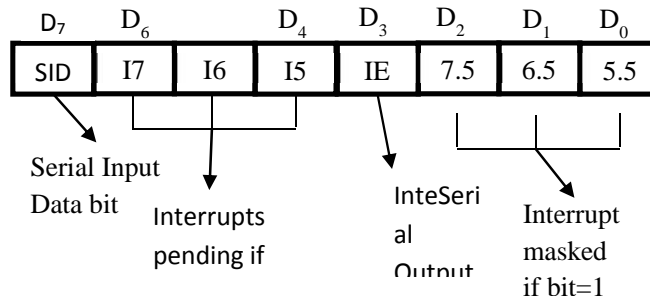 D₇ D₆ D₄ D₃ D₂ D₁ D₀
SID I7 I6 I5 IE 7.5 6.5 5.5
Serial Input
Data bit
Interrupts
pending if
InteSeri
al
Output
Interrupt
masked
if bit=1